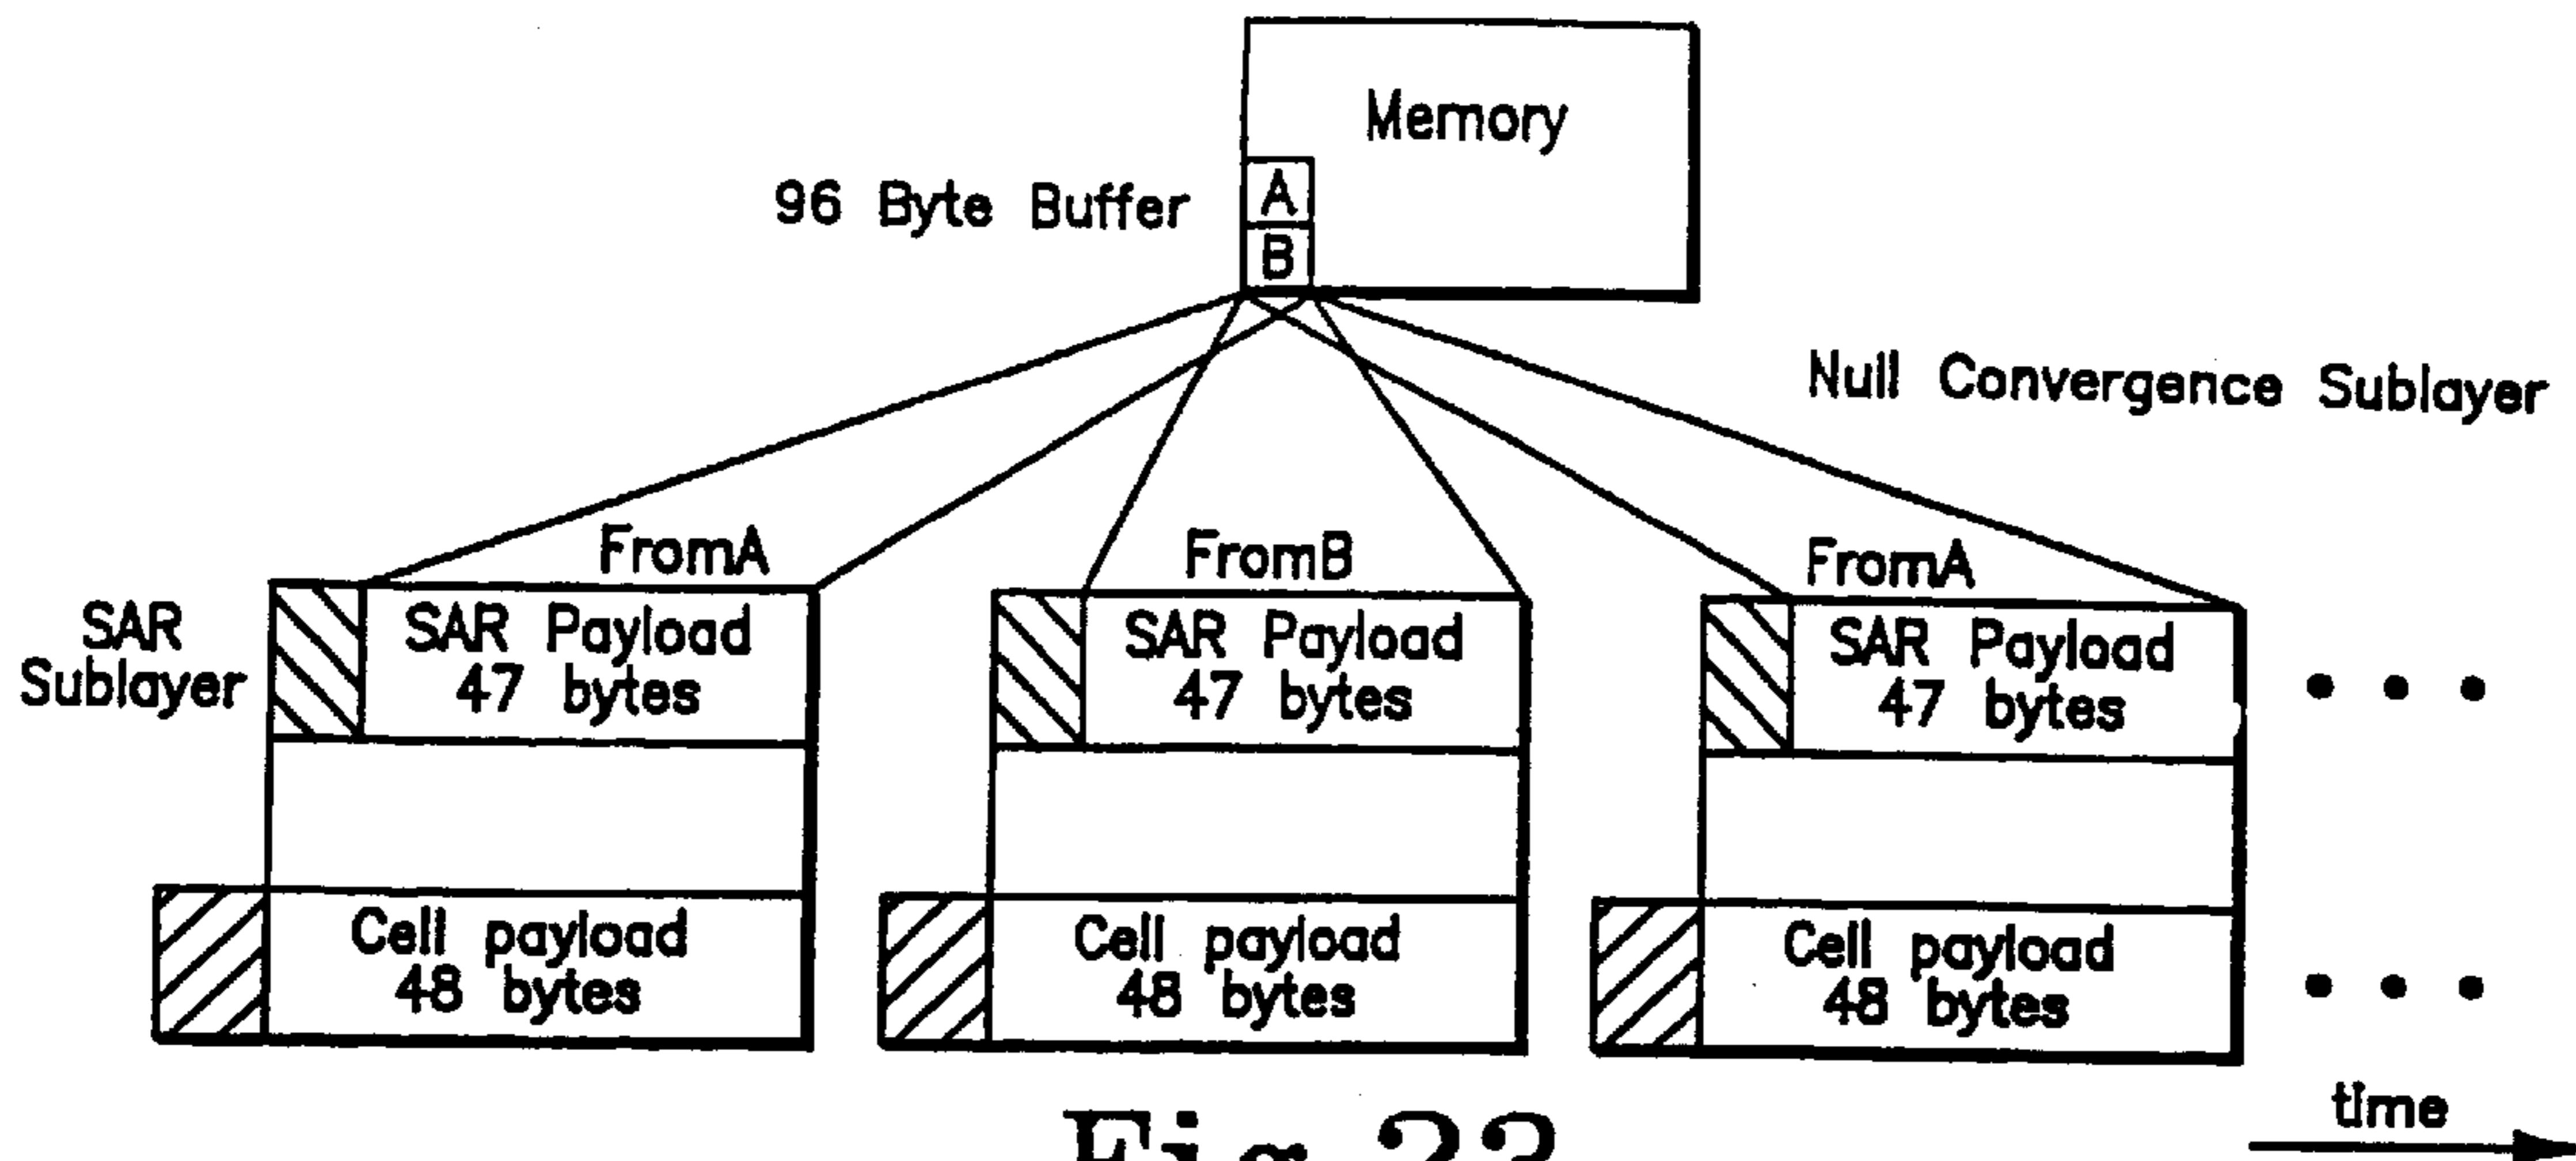 Memory
96 Byte Buffer
A
B
Null Convergence Sublayer
FromA
FromB
FromA
SAR
Sublayer
SAR Payload
47 bytes
SAR Payload
47 bytes
SAR Payload
47 bytes
• • •
Cell payload
48 bytes
Cell payload
48 bytes
Cell payload
48 bytes
• • •
time